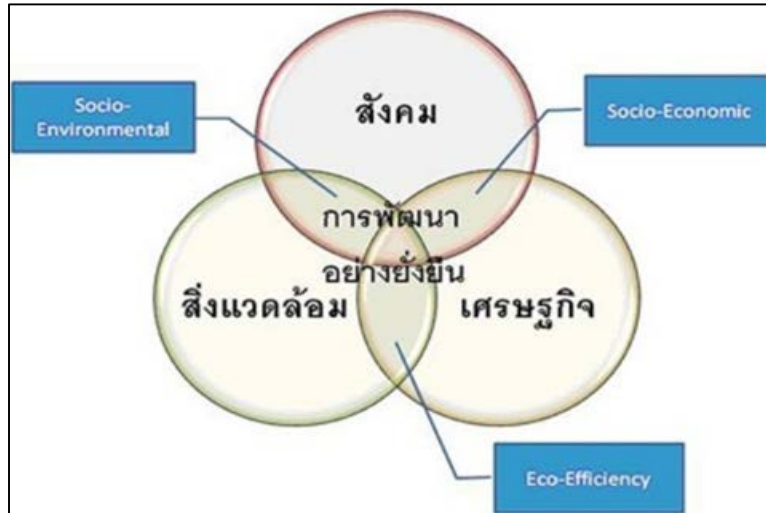 สังคม
Socio-
Environmental
Socio-Economic
การพัฒนา
อย่างยั่งยืน
สิ่งแวดล้อม
เศรษฐกิจ
Eco-Efficiency